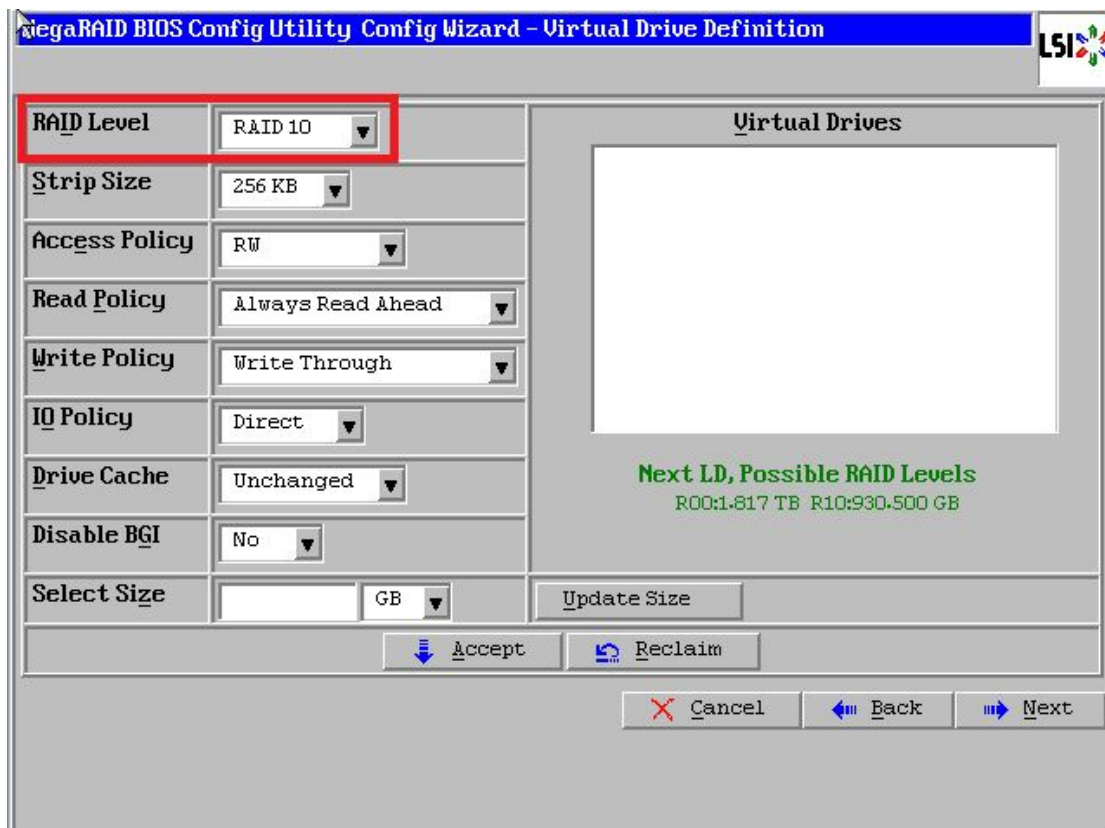 MegaRAID BIOS Config Utility Config Wizard - Virtual Drive Definition
LSI
RAID Level
RAID 10
Strip Size
256 KB
Access Policy
RW
Read Policy
Always Read Ahead
Write Policy
Write Through
IO Policy
Direct
Drive Cache
Unchanged
Disable BGI
No
Select Size
GB
Virtual Drives
Next LD, Possible RAID Levels
R00:1.817 TB R10:930.500 GB
Update Size
Accept
Reclaim
Cancel
Back
Next